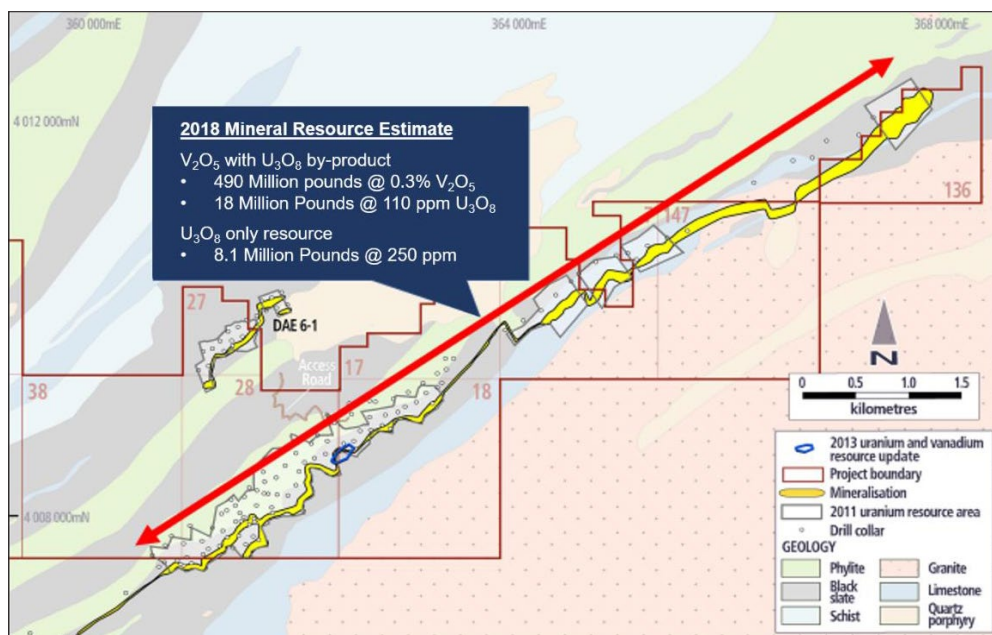 360 000mE
364 000mE
368 000mE
4 012 000mN
2018 Mineral Resource Estimate
V₂O₅ with U₃O₈ by-product
• 490 Million pounds @ 0.3% V₂O₅
• 18 Million Pounds @ 110 ppm U₃O₈
U₃O₈ only resource
• 8.1 Million Pounds @ 250 ppm
136
147
27
DAE 6-1
Access
Road
17
38
28
18
N
0 0.5 1.0 1.5
kilometres
4 008 000mN
2013 uranium and vanadium
resource update
Project boundary
Mineralisation
2011 uranium resource area
Drill collar
GEOLOGY
Phylite
Granite
Black
slate
Limestone
Schist
Quartz
porphyry